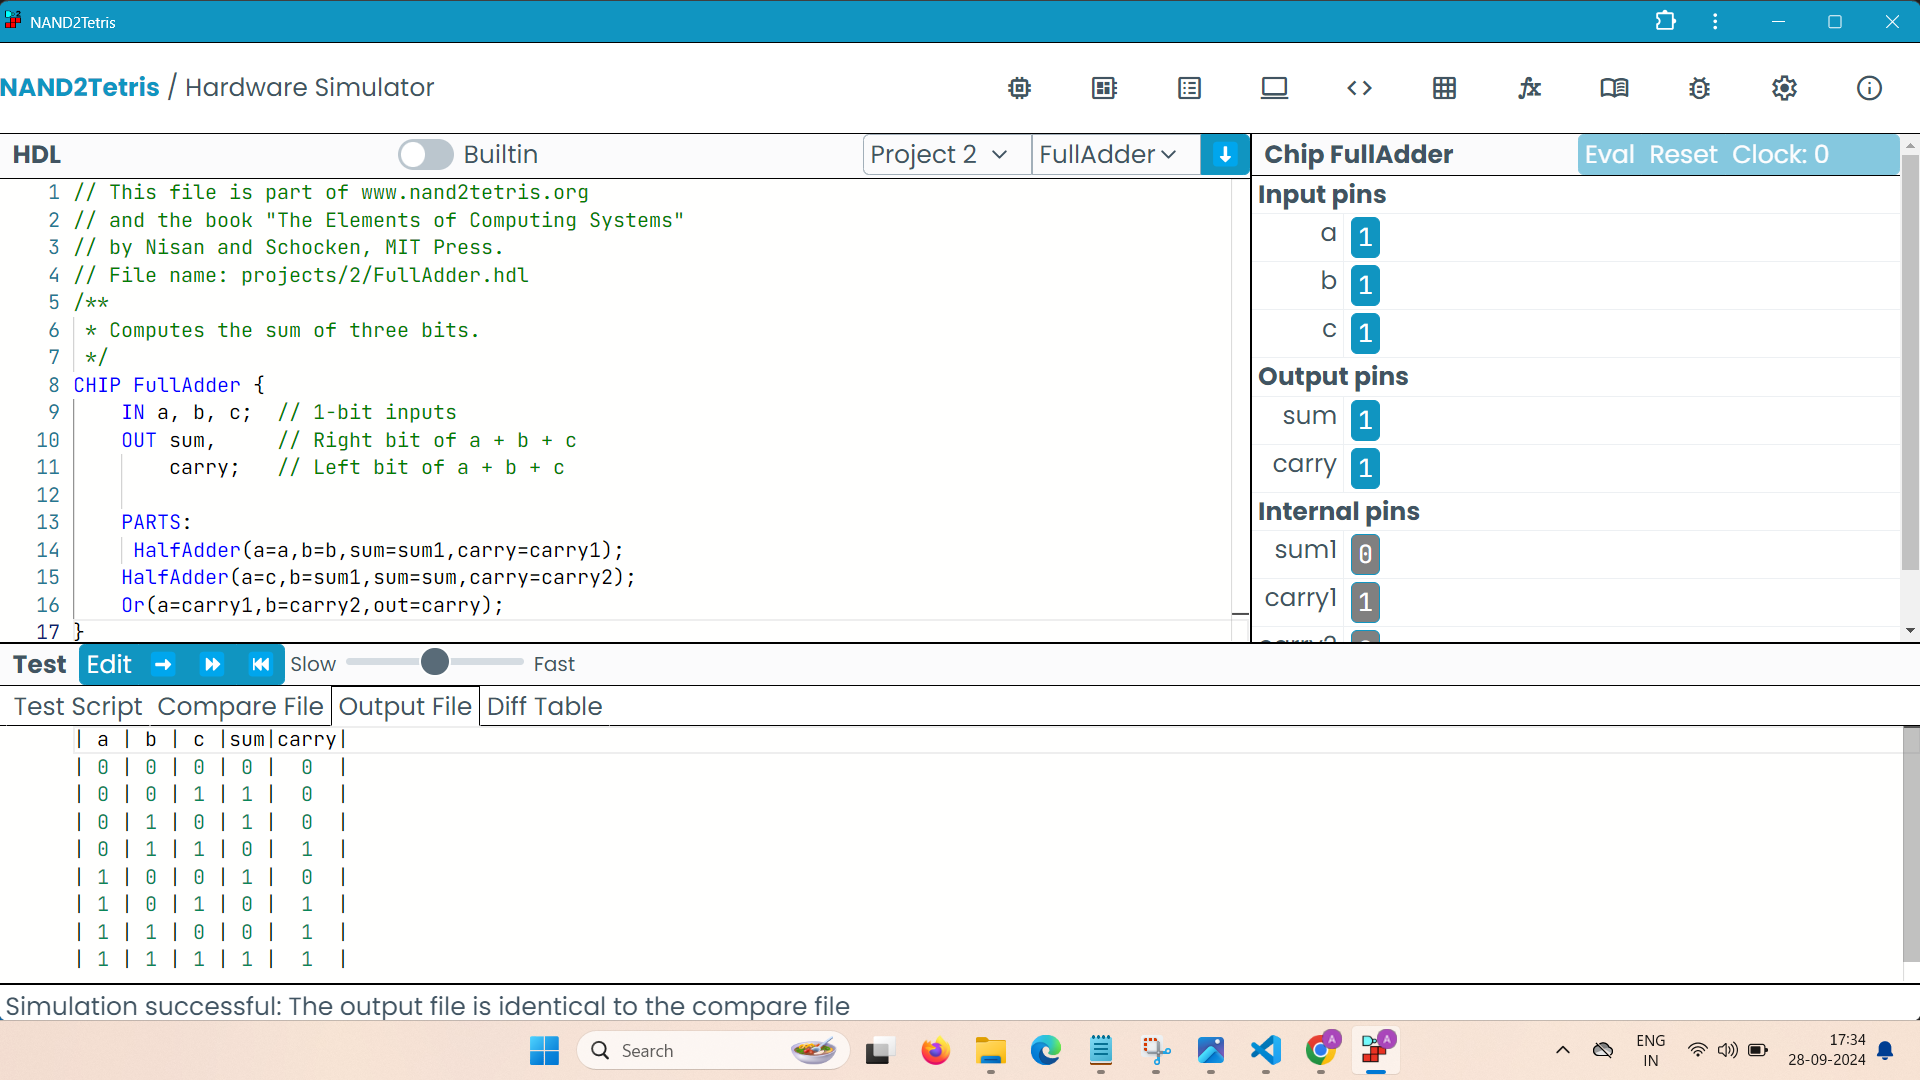 NAND2Tetris
NAND2Tetris / Hardware Simulator
HDL Builtin Project 2 FullAdder
1 // This file is part of www.nand2tetris.org
2 // and the book "The Elements of Computing Systems"
3 // by Nisan and Schocken, MIT Press.
4 // File name: projects/2/FullAdder.hdl
5 /**
6 * Computes the sum of three bits.
7 */
8 CHIP FullAdder {
9 IN a, b, c; // 1-bit inputs
10 OUT sum, // Right bit of a + b + c
11 carry; // Left bit of a + b + c
12
13 PARTS:
14 HalfAdder(a=a,b=b,sum=sum1,carry=carry1);
15 HalfAdder(a=c,b=sum1,sum=sum,carry=carry2);
16 Or(a=carry1,b=carry2,out=carry);
17 }
Chip FullAdder Eval Reset Clock: 0
Input pins
a 1
b 1
c 1
Output pins
sum 1
carry 1
Internal pins
sum1 0
carry1 1
Test Edit Slow Fast
Test Script Compare File Output File Diff Table
| a | b | c |sum|carry|
| 0 | 0 | 0 | 0 | 0 |
| 0 | 0 | 1 | 1 | 0 |
| 0 | 1 | 0 | 1 | 0 |
| 0 | 1 | 1 | 0 | 1 |
| 1 | 0 | 0 | 1 | 0 |
| 1 | 0 | 1 | 0 | 1 |
| 1 | 1 | 0 | 0 | 1 |
| 1 | 1 | 1 | 1 | 1 |
Simulation successful: The output file is identical to the compare file
Search
A
A
ENG
IN
17:34
28-09-2024